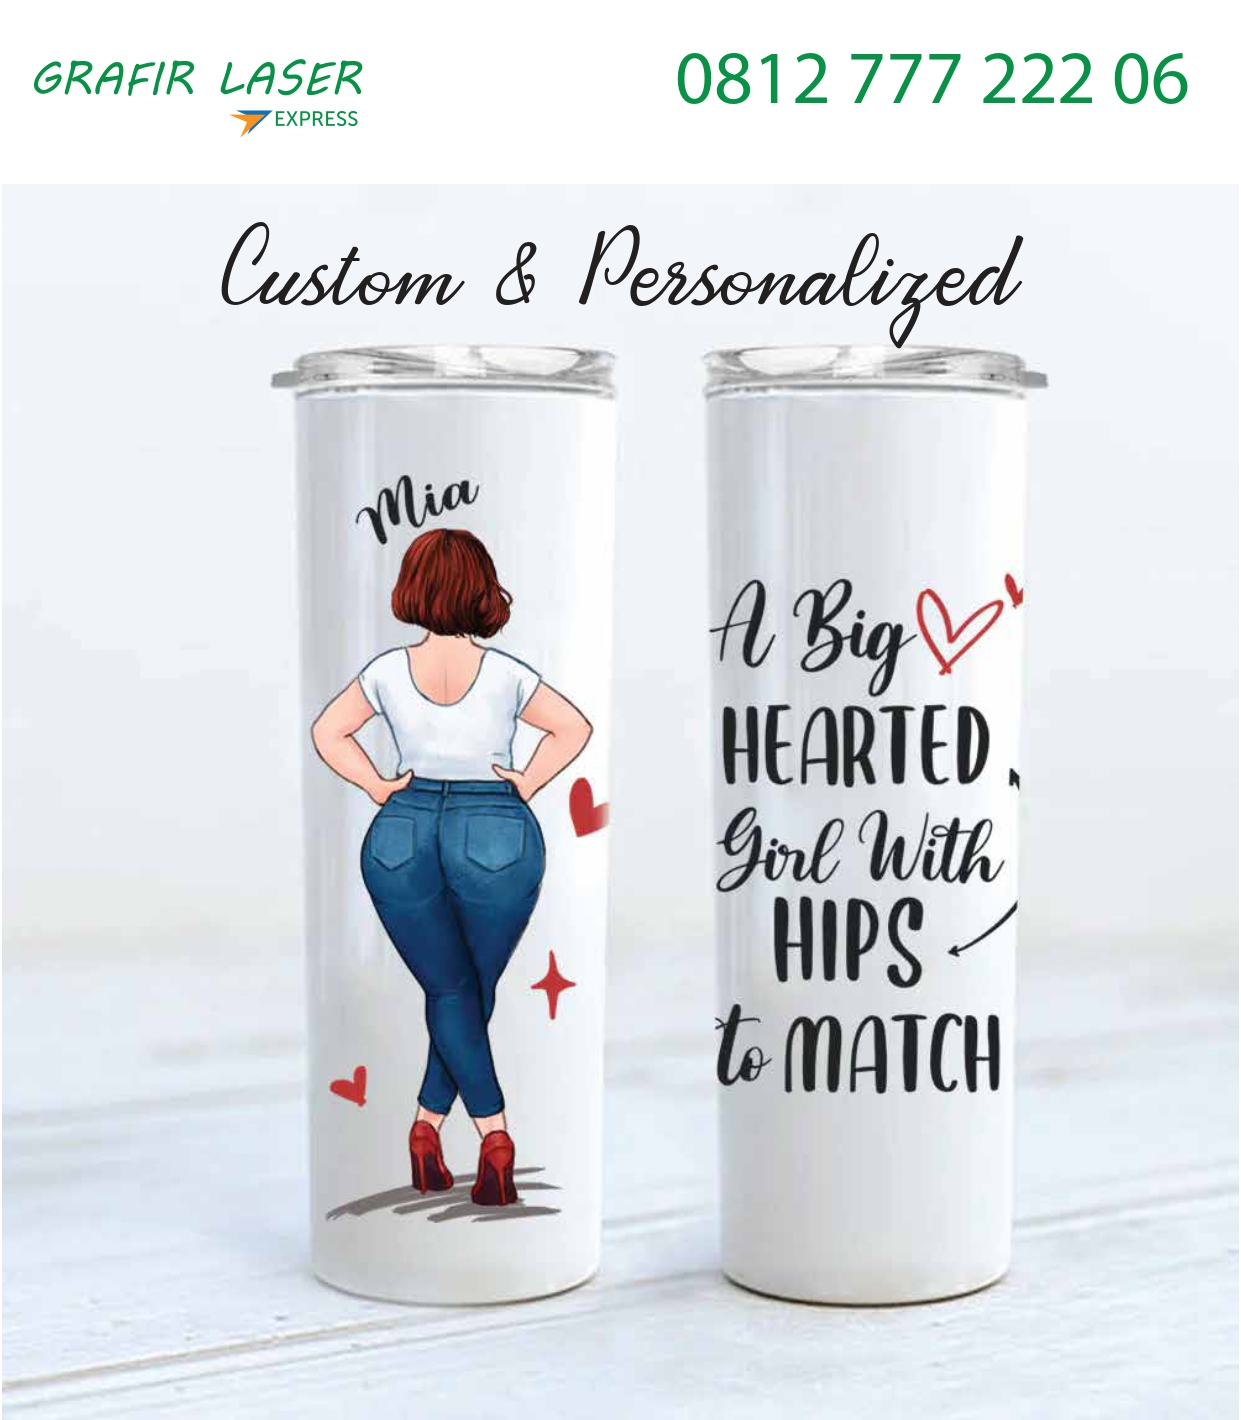 GRAFIR LASER
EXPRESS
0812 777 222 06
Custom & Personalized
Mia
A Big
HEARTED
Girl With
HIPS
to MATCH